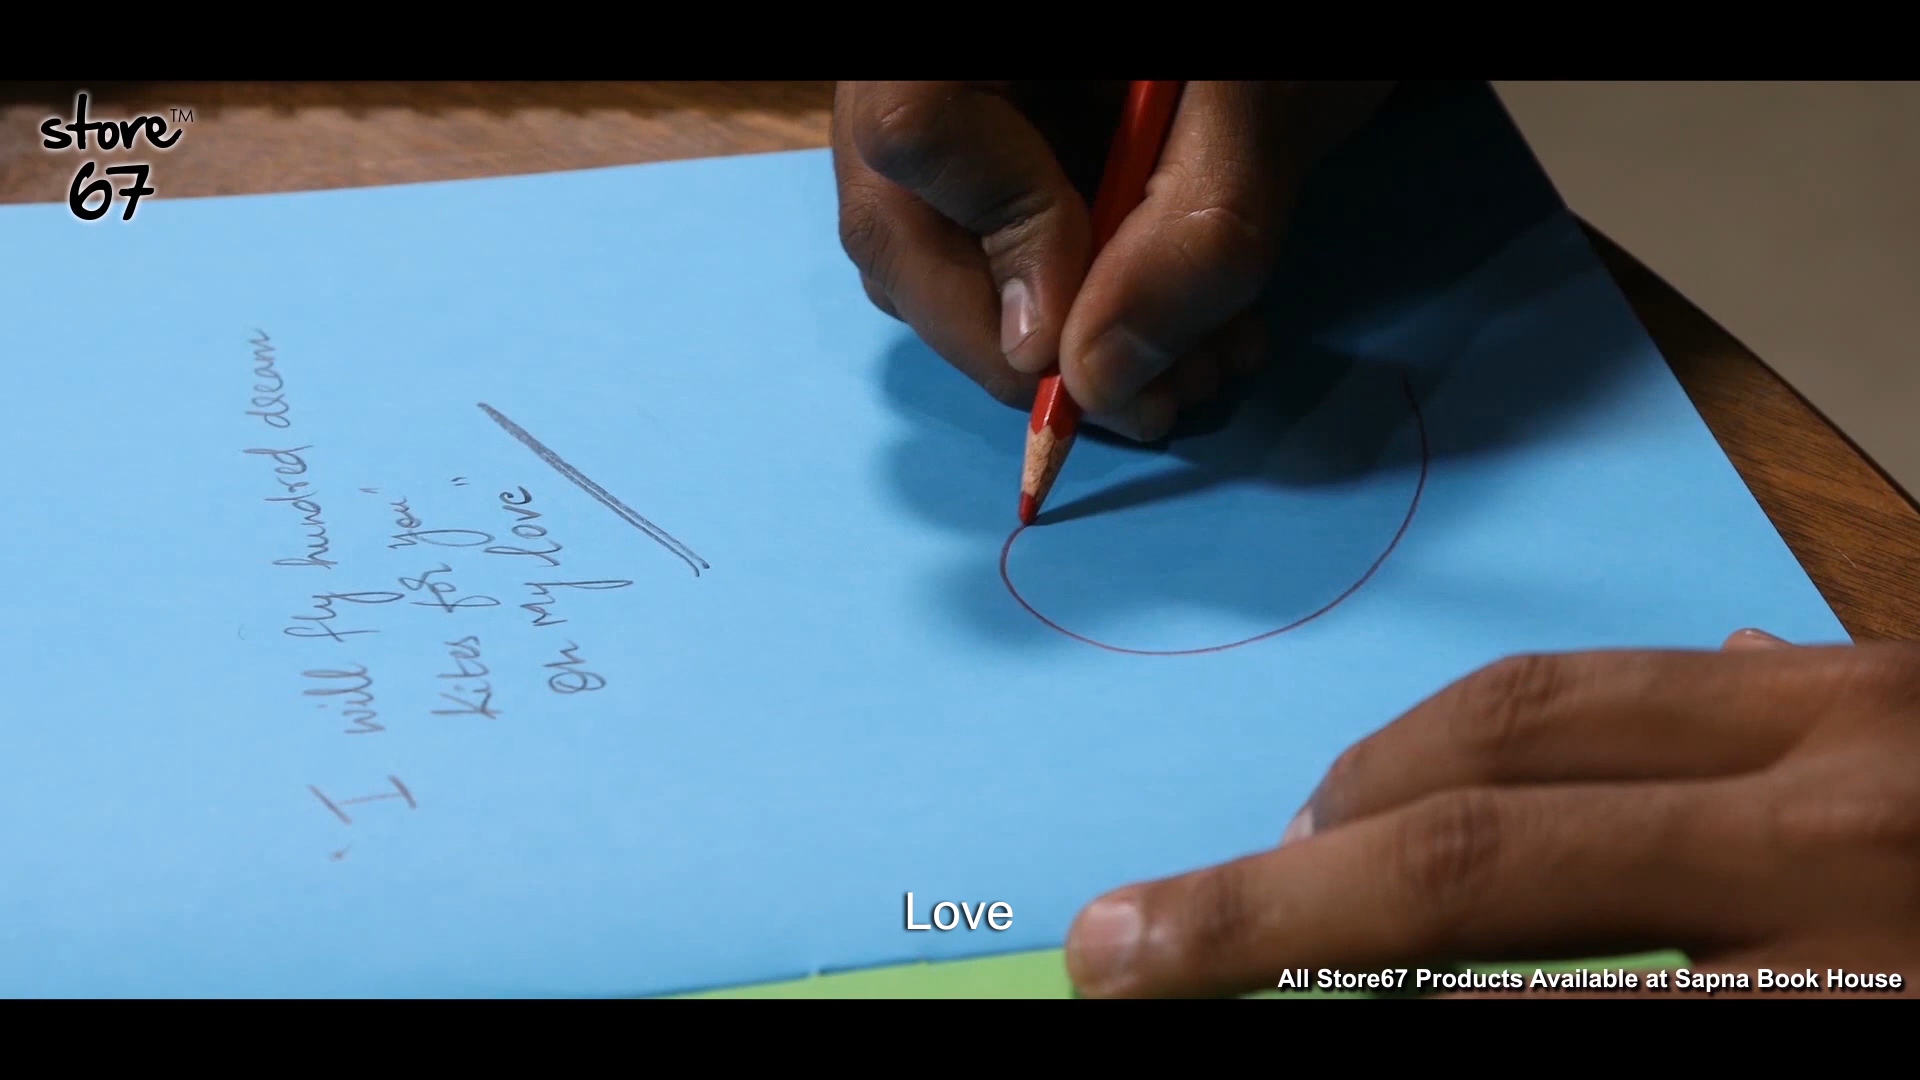 store™
67
"I will fly hundred dream
Kites for you"
Oh my love
Love
All Store67 Products Available at Sapna Book House